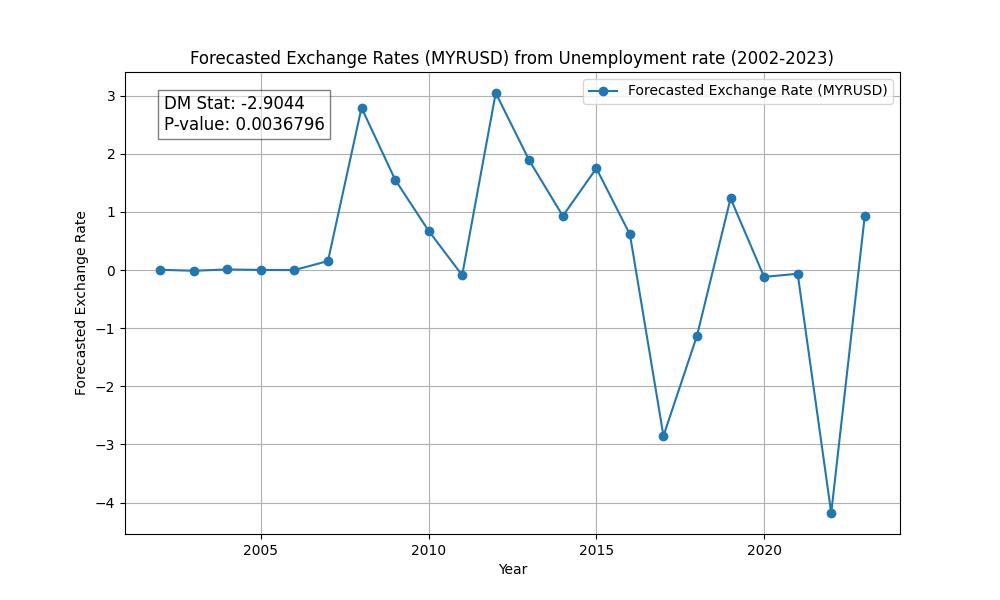 Forecasted Exchange Rates (MYRUSD) from Unemployment rate (2002-2023)
DM Stat: -2.9044
P-value: 0.0036796
Forecasted Exchange Rate (MYRUSD)
3
2
1
0
−1
−2
−3
−4
Forecasted Exchange Rate
2005
2010
2015
2020
Year